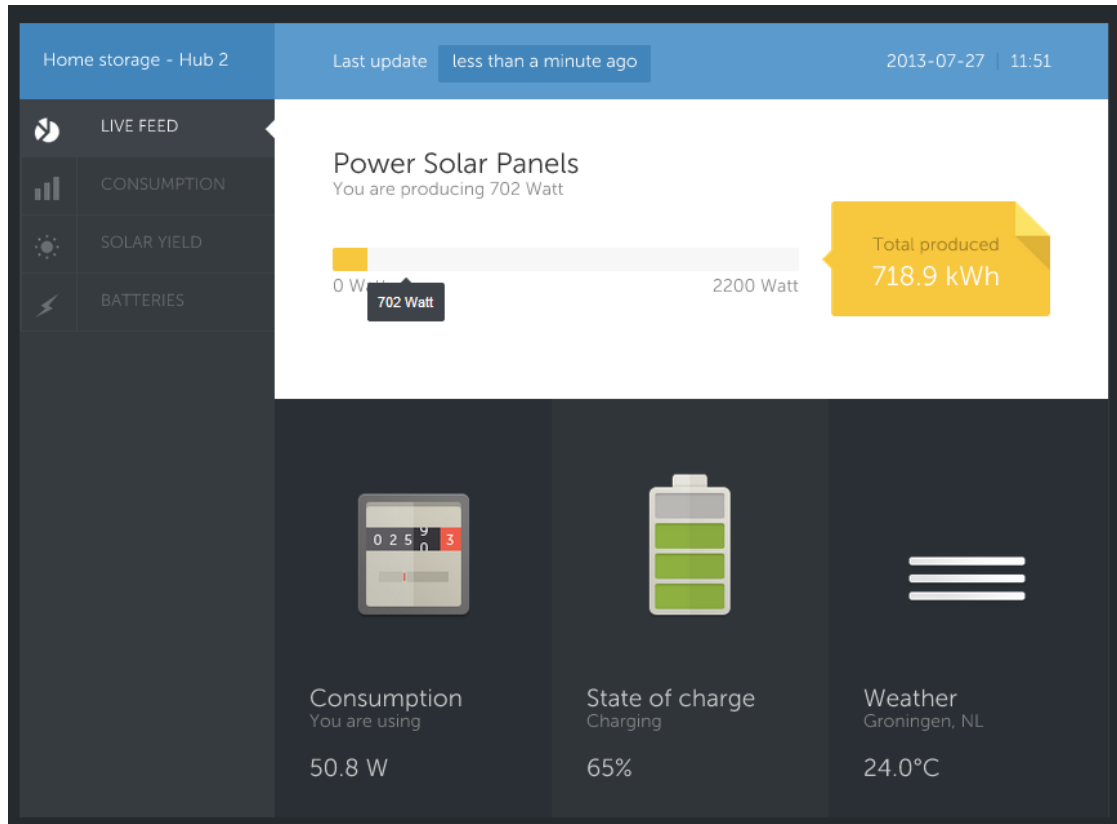 Home storage - Hub 2
Last update less than a minute ago
2013-07-27 | 11:51
LIVE FEED
CONSUMPTION
SOLAR YIELD
BATTERIES
Power Solar Panels
You are producing 702 Watt
0 W
2200 Watt
702 Watt
Total produced
718.9 kWh
0 2 5 9 3
0
Consumption
You are using
50.8 W
State of charge
Charging
65%
Weather
Groningen, NL
24.0°C